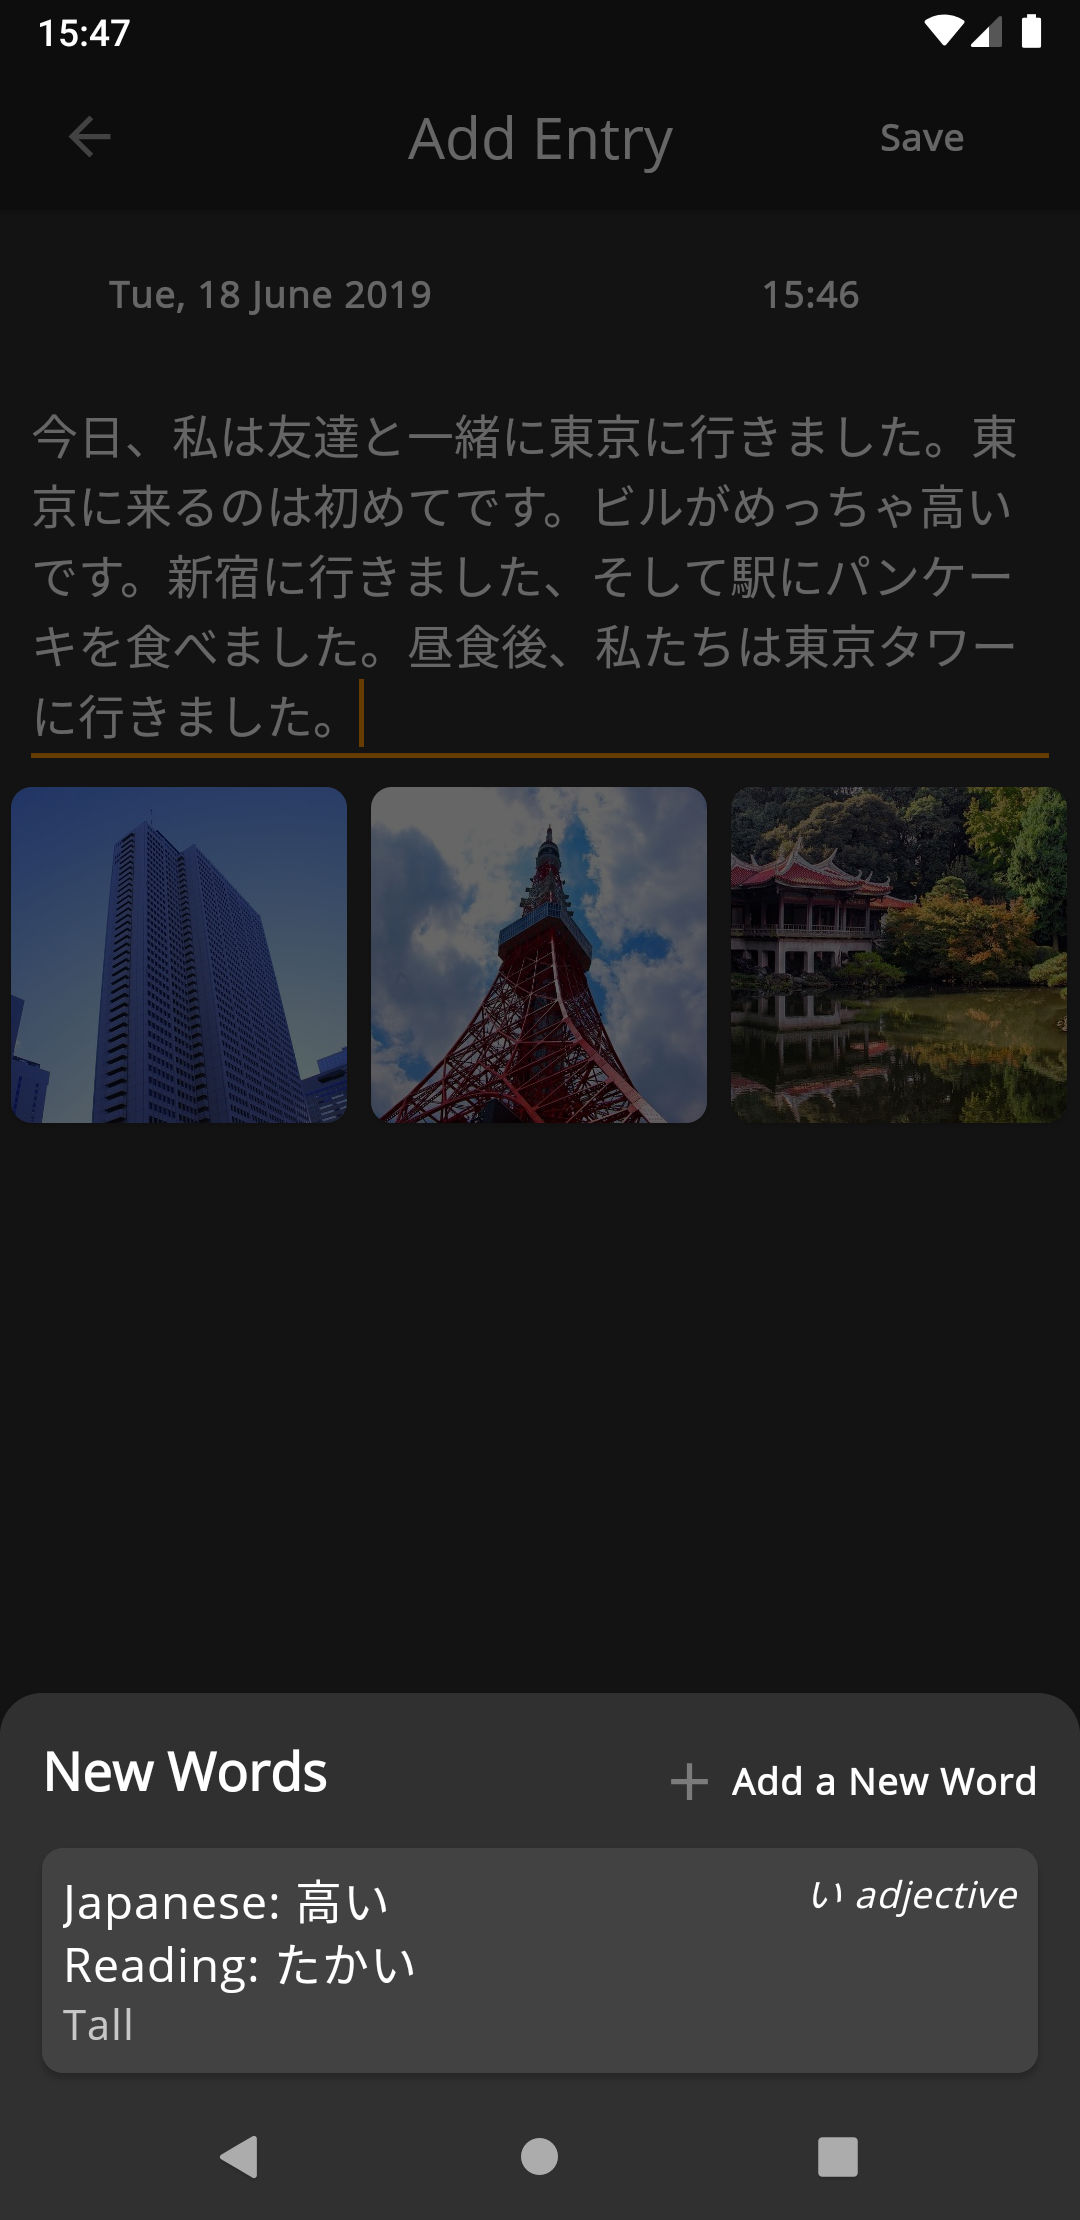 15:47
Add Entry
Save
Tue, 18 June 2019
15:46
今日、私は友達と一緒に東京に行きました。東
京に来るのは初めてです。ビルがめっちゃ高い
です。新宿に行きました、そして駅にパンケー
キを食べました。昼食後、私たちは東京タワー
に行きました。
New Words
Add a New Word
Japanese: 高い
い adjective
Reading: たかい
Tall